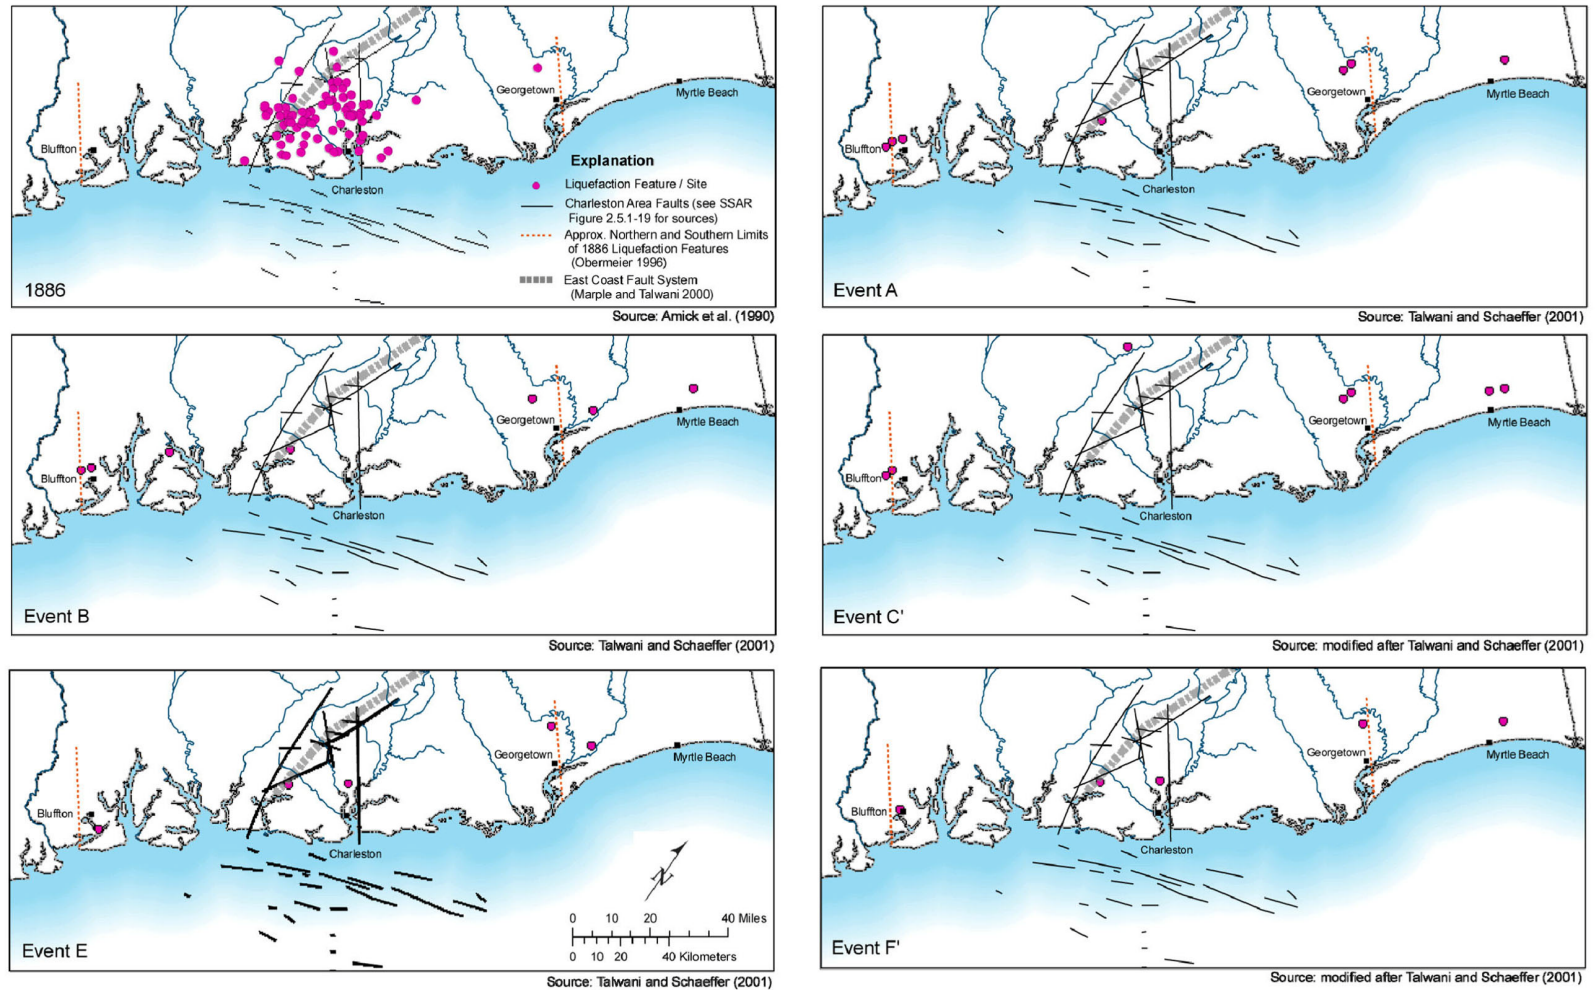 Georgetown
Myrtle Beach
Bluffton
Charleston
Explanation
Liquefaction Feature / Site
Charleston Area Faults (see SSAR
Figure 2.5.1-19 for sources)
Approx. Northern and Southern Limits
of 1886 Liquefaction Features
(Obermeier 1996)
East Coast Fault System
(Marple and Talwani 2000)
1886
Source: Amick et al. (1990)
Georgetown
Myrtle Beach
Bluffton
Charleston
Event A
Source: Talwani and Schaeffer (2001)
Georgetown
Myrtle Beach
Bluffton
Charleston
Event B
Source: Talwani and Schaeffer (2001)
Georgetown
Myrtle Beach
Bluffton
Charleston
Event C'
Source: modified after Talwani and Schaeffer (2001)
Georgetown
Myrtle Beach
Bluffton
Charleston
N
0 10 20 40 Miles
0 10 20 40 Kilometers
Event E
Source: Talwani and Schaeffer (2001)
Georgetown
Myrtle Beach
Bluffton
Charleston
Event F'
Source: modified after Talwani and Schaeffer (2001)